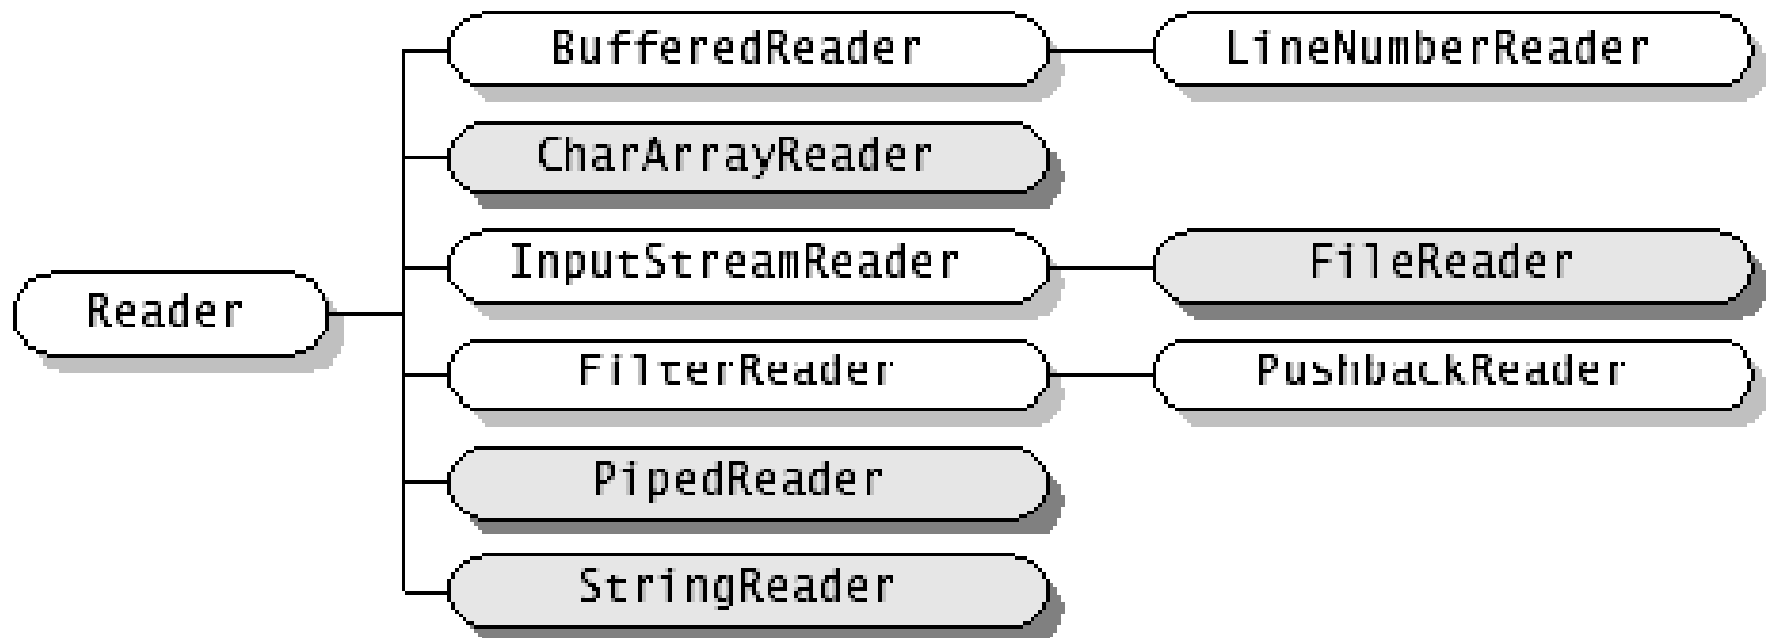 BufferedReader
LineNumberReader
CharArrayReader
InputStreamReader
FileReader
Reader
FilterReader
PushbackReader
PipedReader
StringReader